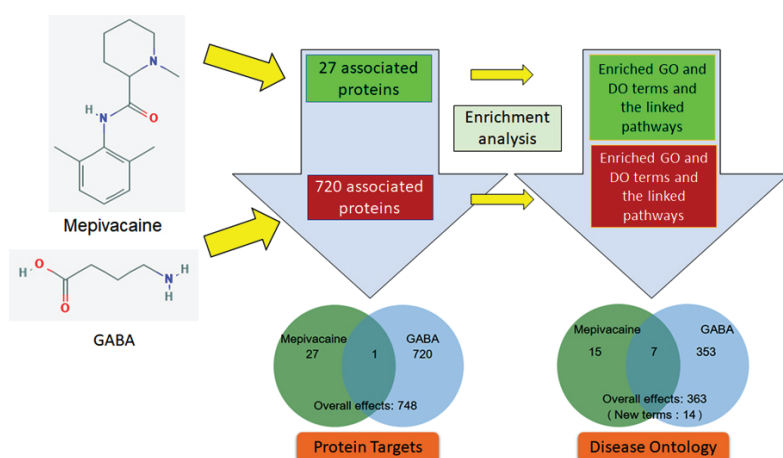 N
H
N
O
Mepivacaine
H
O
O
N
H
H
GABA
27 associated
proteins
720 associated
proteins
Enrichment
analysis
Enriched GO and
DO terms and
the linked
pathways
Enriched GO and
DO terms and
the linked
pathways
Mepivacaine
27
1
GABA
720
Overall effects: 748
Protein Targets
Mepivacaine
15
7
GABA
353
Overall effects: 363
( New terms : 14 )
Disease Ontology